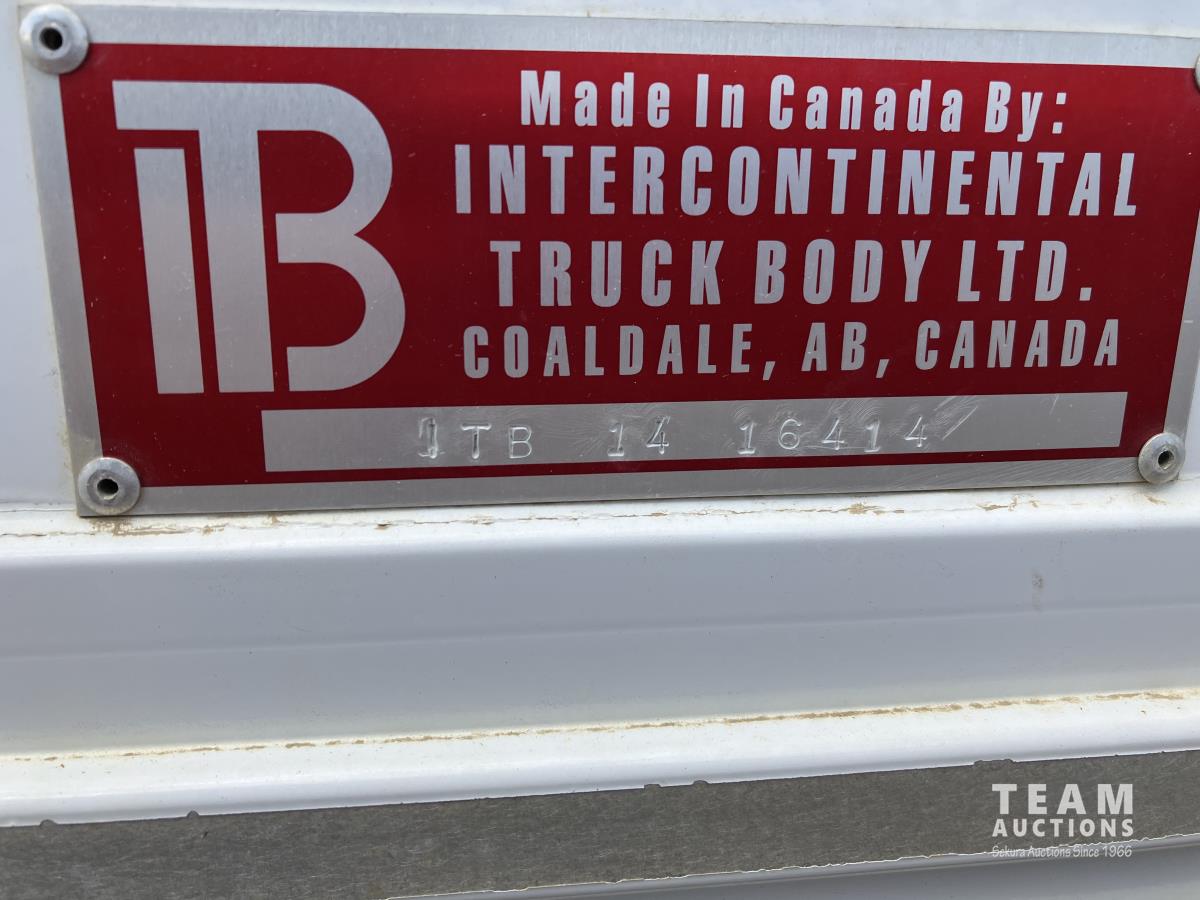 ITB
Made In Canada By:
INTERCONTINENTAL
TRUCK BODY LTD.
COALDALE, AB, CANADA
ITB 14 16414
TEAM
AUCTIONS
Sekura Auctions Since 1966